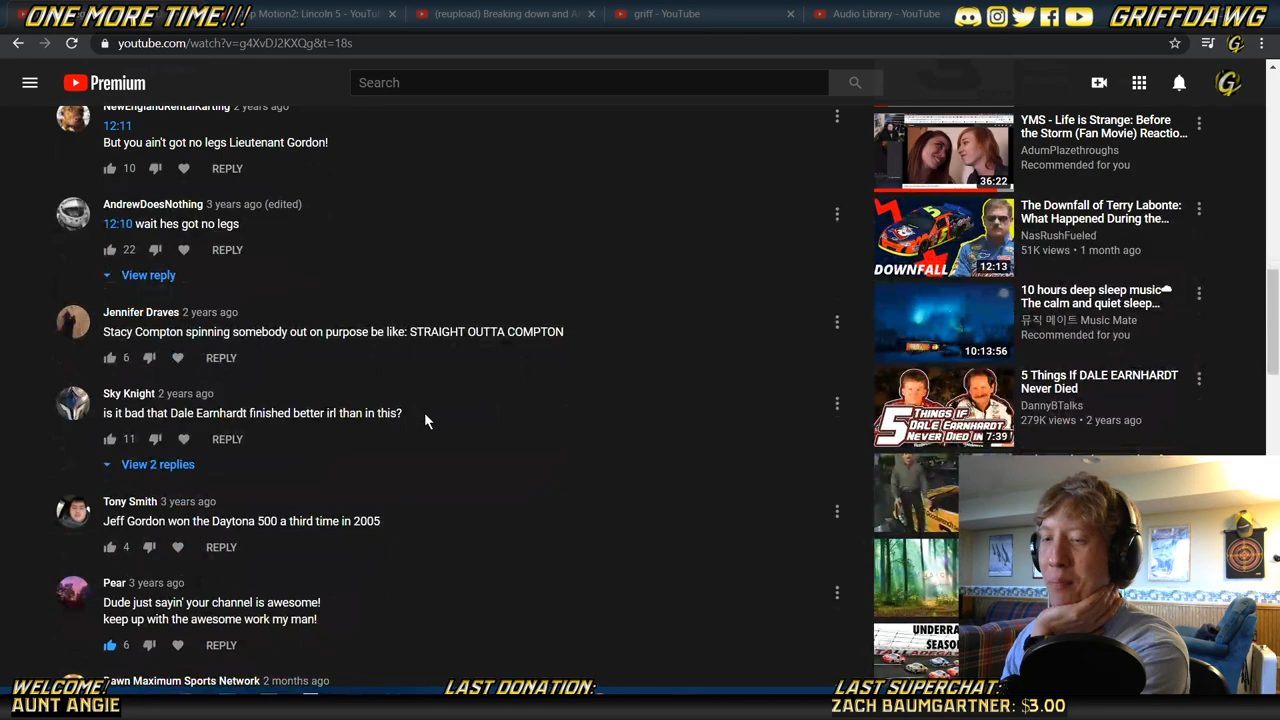 ONE MORE TIME!!!
Motion2: Lincoln 5 - YouTu
(reupload) Breaking down and A
griff - YouTube
Audio Library - YouTube
GRIFFDAWG
youtube.com/watch?v=g4XvDJ2KXQg&t=18s
Premium
Search
NewEnglandRentalKarting 2 years ago
12:11
But you ain't got no legs Lieutenant Gordon!
10
REPLY
AndrewDoesNothing 3 years ago (edited)
12:10 wait hes got no legs
22
REPLY
View reply
Jennifer Draves 2 years ago
Stacy Compton spinning somebody out on purpose be like: STRAIGHT OUTTA COMPTON
6
REPLY
Sky Knight 2 years ago
is it bad that Dale Earnhardt finished better irl than in this?
11
REPLY
View 2 replies
Tony Smith 3 years ago
Jeff Gordon won the Daytona 500 a third time in 2005
4
REPLY
Pear 3 years ago
Dude just sayin' your channel is awesome!
keep up with the awesome work my man!
6
REPLY
Dawn Maximum Sports Network 2 months ago
YMS - Life is Strange: Before
the Storm (Fan Movie) Reactio...
AdumPlazethroughs
Recommended for you
36:22
The Downfall of Terry Labonte:
What Happened During the...
NasRushFueled
51K views • 1 month ago
DOWNFALL
12:13
10 hours deep sleep music☁
The calm and quiet sleep...
뮤직 메이트 Music Mate
Recommended for you
10:13:56
5 Things If DALE EARNHARDT
Never Died
DannyBTalks
279K views • 2 years ago
5 THINGS IF
DALE EARNHARDT
NEVER DIED IN
7:39
UNDERRA
SEASO
WELCOME!
AUNT ANGIE
LAST DONATION:
LAST SUPERCHAT:
ZACH BAUMGARTNER: $3.00